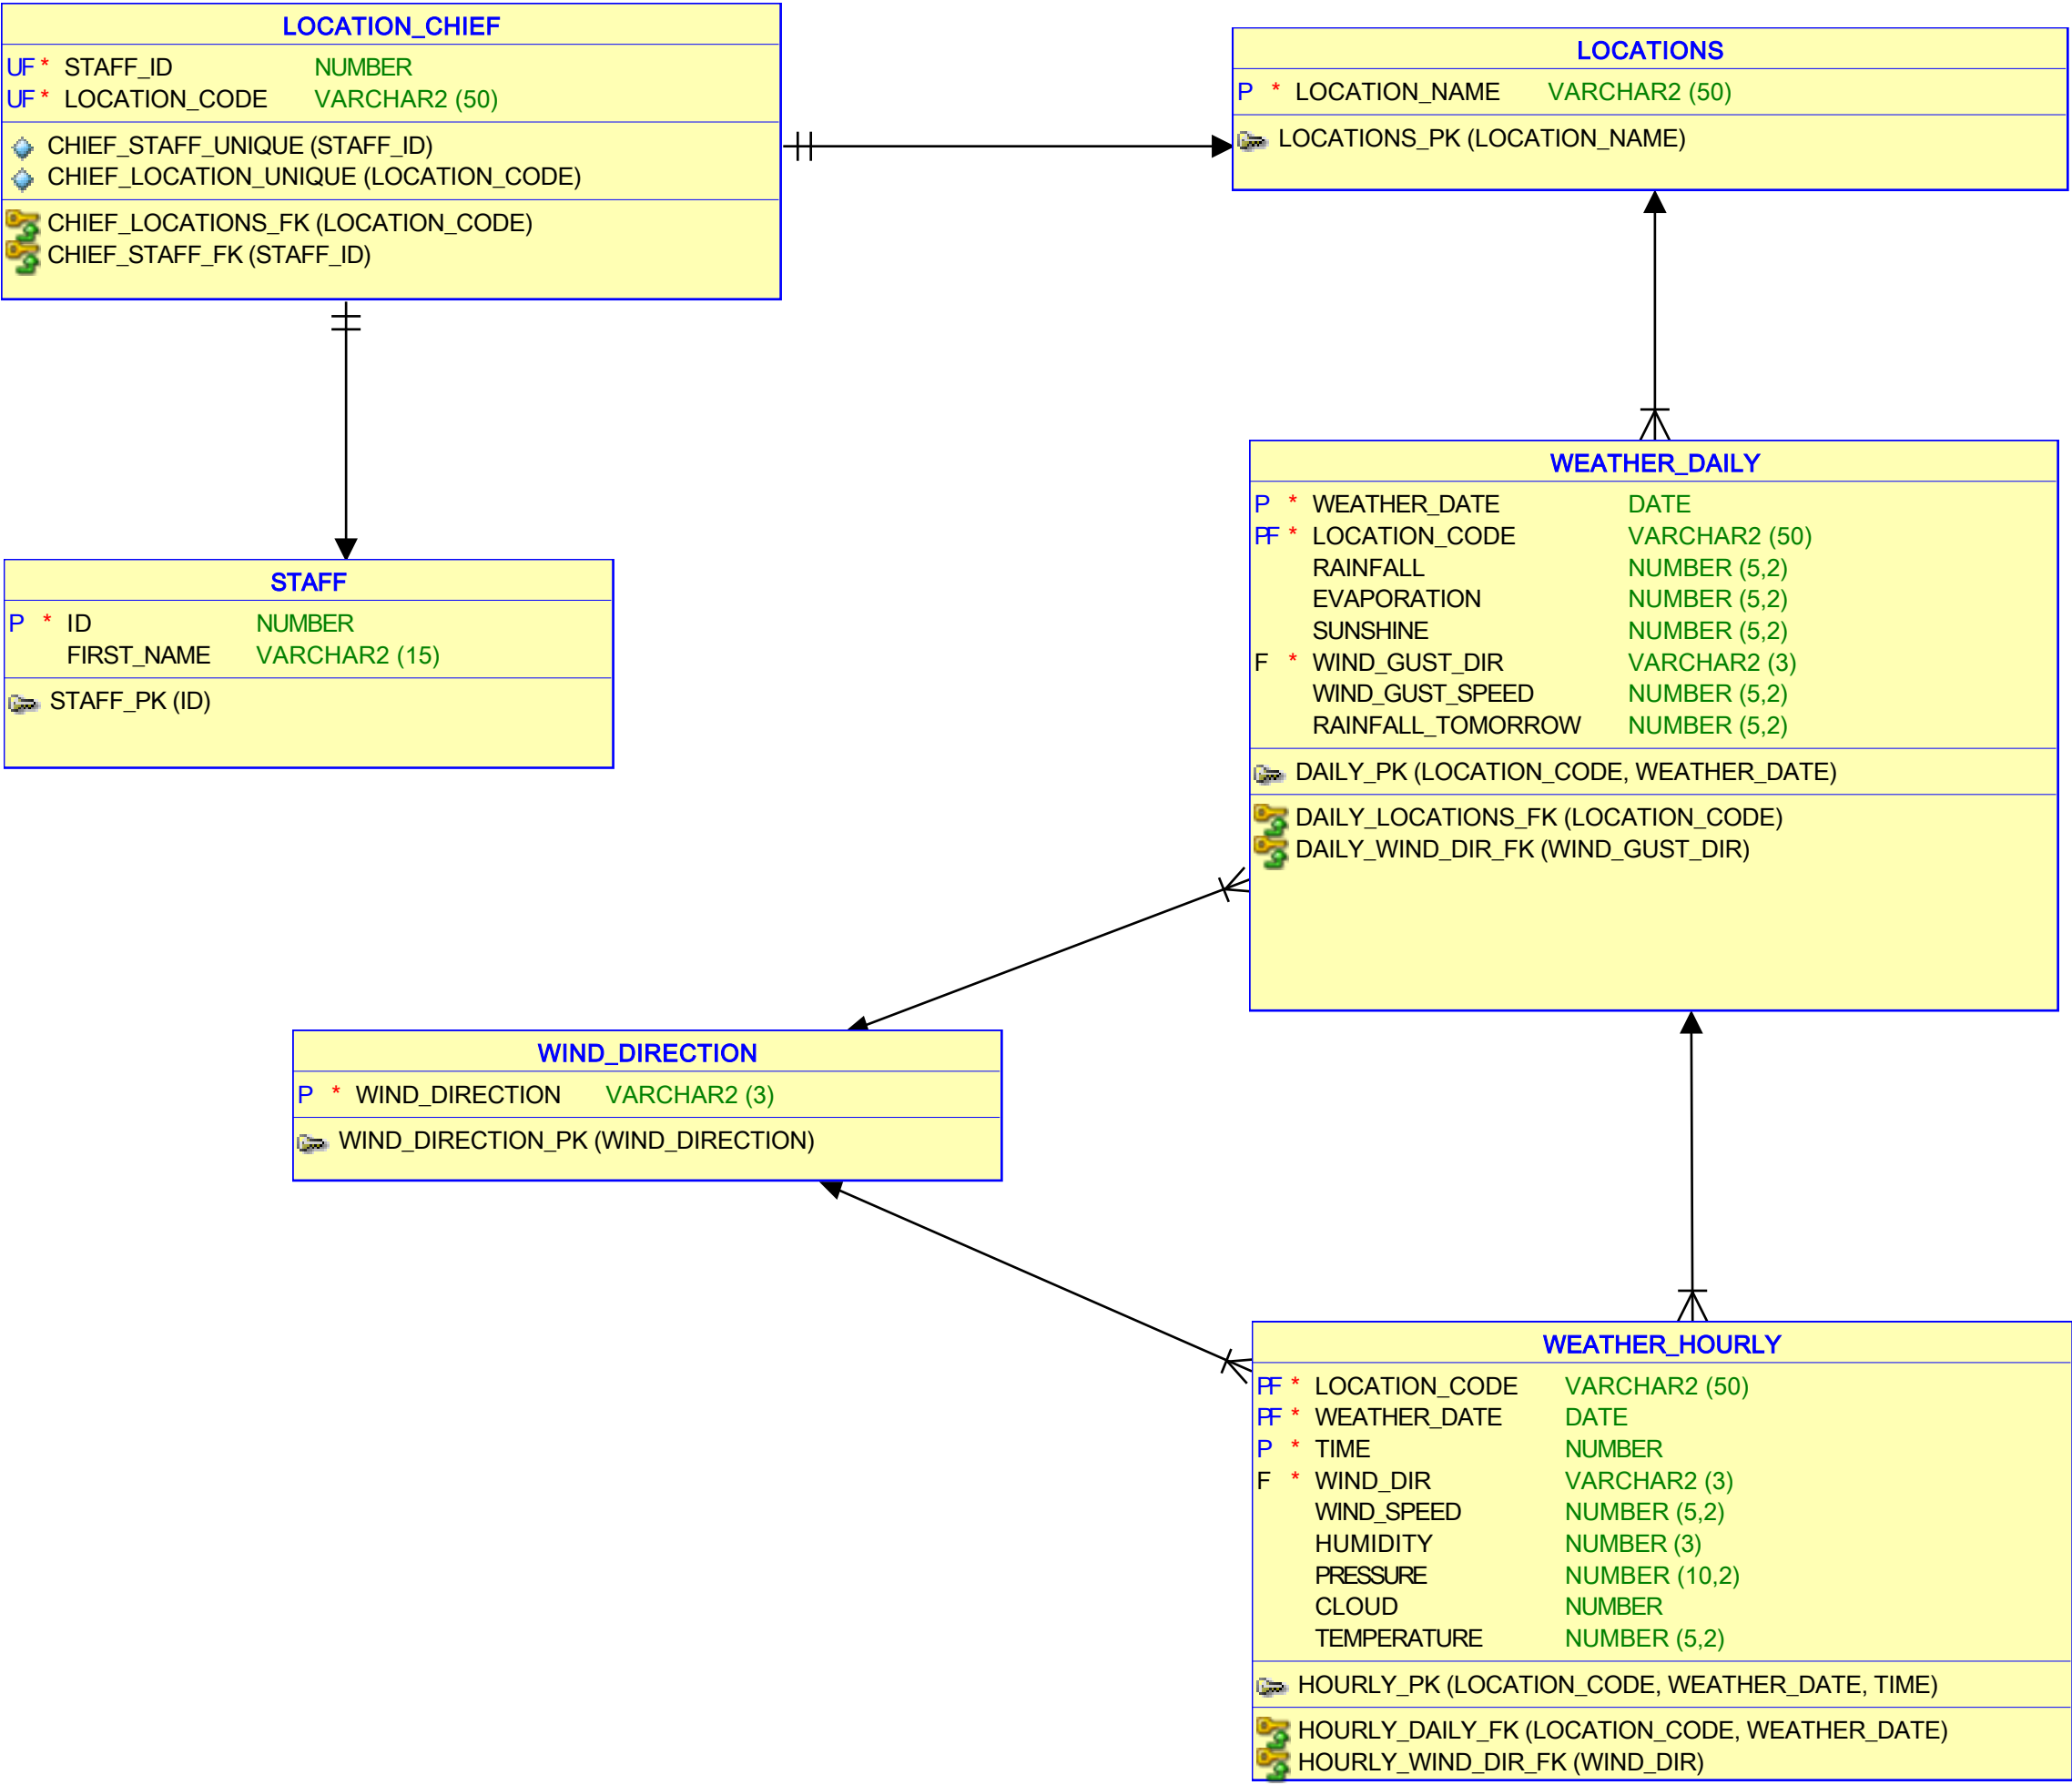 LOCATION_CHIEF
UF * STAFF_ID NUMBER
UF * LOCATION_CODE VARCHAR2 (50)
CHIEF_STAFF_UNIQUE (STAFF_ID)
CHIEF_LOCATION_UNIQUE (LOCATION_CODE)
CHIEF_LOCATIONS_FK (LOCATION_CODE)
CHIEF_STAFF_FK (STAFF_ID)
LOCATIONS
P * LOCATION_NAME VARCHAR2 (50)
LOCATIONS_PK (LOCATION_NAME)
STAFF
P * ID NUMBER
FIRST_NAME VARCHAR2 (15)
STAFF_PK (ID)
WEATHER_DAILY
P * WEATHER_DATE DATE
PF * LOCATION_CODE VARCHAR2 (50)
RAINFALL NUMBER (5,2)
EVAPORATION NUMBER (5,2)
SUNSHINE NUMBER (5,2)
F * WIND_GUST_DIR VARCHAR2 (3)
WIND_GUST_SPEED NUMBER (5,2)
RAINFALL_TOMORROW NUMBER (5,2)
DAILY_PK (LOCATION_CODE, WEATHER_DATE)
DAILY_LOCATIONS_FK (LOCATION_CODE)
DAILY_WIND_DIR_FK (WIND_GUST_DIR)
WIND_DIRECTION
P * WIND_DIRECTION VARCHAR2 (3)
WIND_DIRECTION_PK (WIND_DIRECTION)
WEATHER_HOURLY
PF * LOCATION_CODE VARCHAR2 (50)
PF * WEATHER_DATE DATE
P * TIME NUMBER
F * WIND_DIR VARCHAR2 (3)
WIND_SPEED NUMBER (5,2)
HUMIDITY NUMBER (3)
PRESSURE NUMBER (10,2)
CLOUD NUMBER
TEMPERATURE NUMBER (5,2)
HOURLY_PK (LOCATION_CODE, WEATHER_DATE, TIME)
HOURLY_DAILY_FK (LOCATION_CODE, WEATHER_DATE)
HOURLY_WIND_DIR_FK (WIND_DIR)